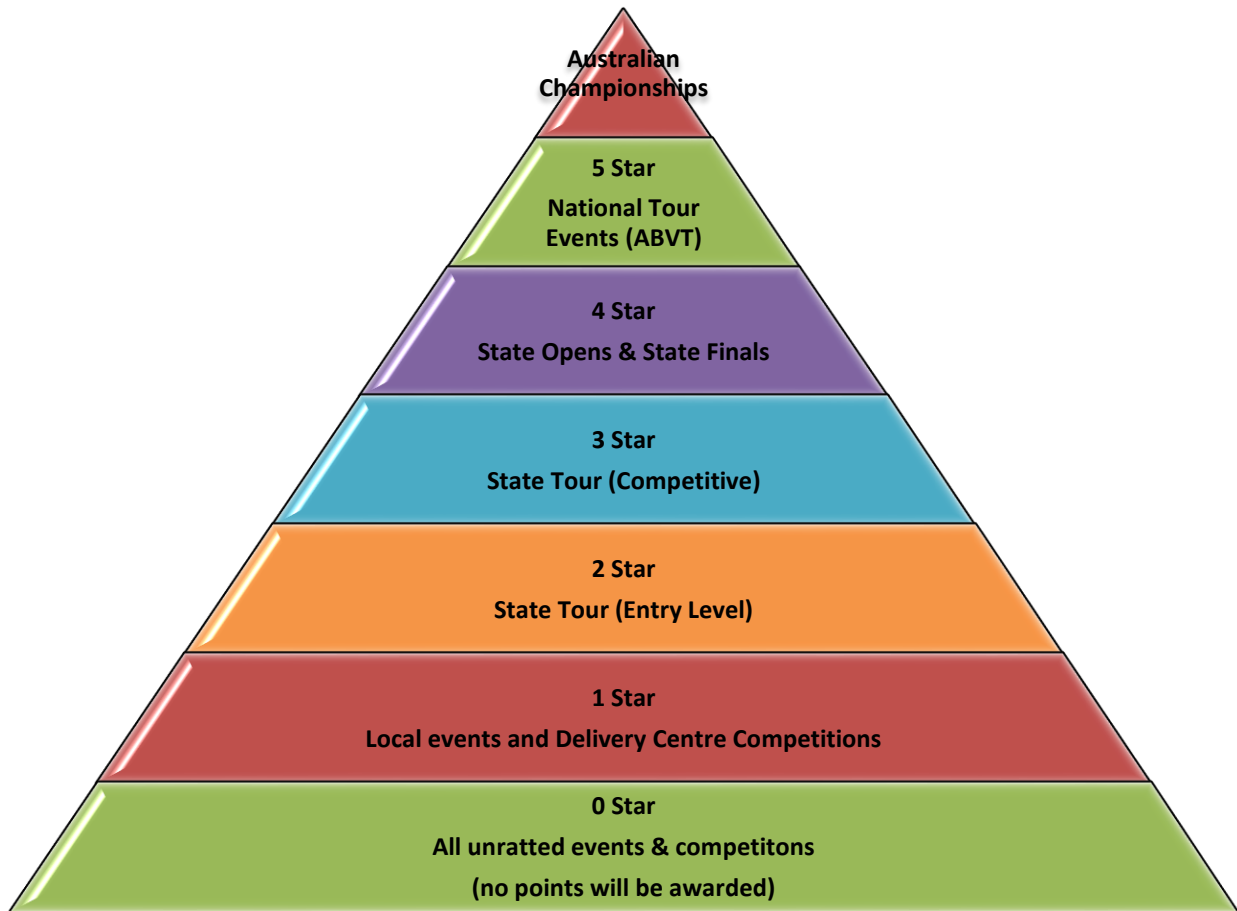 Australian
Championships
5 Star
National Tour
Events (ABVT)
4 Star
State Opens & State Finals
3 Star
State Tour (Competitive)
2 Star
State Tour (Entry Level)
1 Star
Local events and Delivery Centre Competitions
0 Star
All unratted events & competitons
(no points will be awarded)